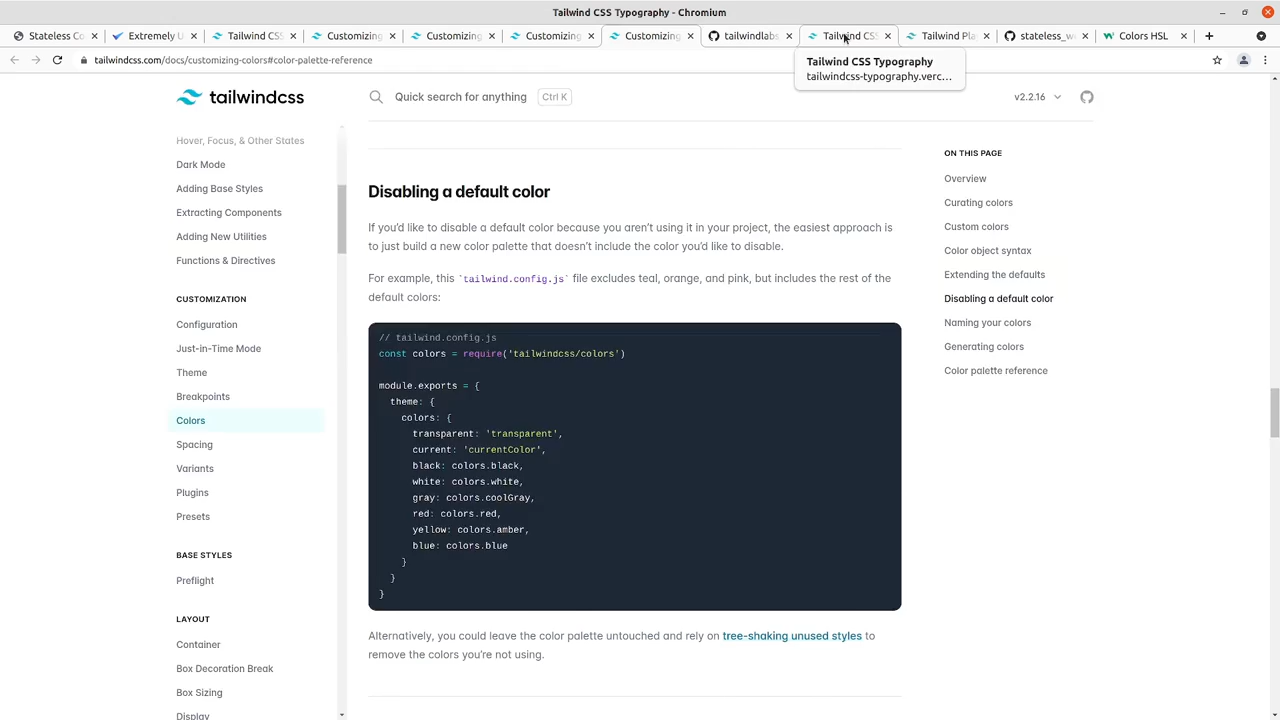 Tailwind CSS Typography - Chromium
Stateless Co
Extremely U
Tailwind CSS
Customizing
Customizing
Customizing
Customizing
tailwindlabs
Tailwind CSS
Tailwind Pla
stateless_we
Colors HSL
tailwindcss.com/docs/customizing-colors#color-palette-reference
Tailwind CSS Typography
tailwindcss-typography.verc...
tailwindcss
Quick search for anything
Ctrl K
v2.2.16
Hover, Focus, & Other States
Dark Mode
Adding Base Styles
Extracting Components
Adding New Utilities
Functions & Directives
CUSTOMIZATION
Configuration
Just-in-Time Mode
Theme
Breakpoints
Colors
Spacing
Variants
Plugins
Presets
BASE STYLES
Preflight
LAYOUT
Container
Box Decoration Break
Box Sizing
Display
Disabling a default color
If you'd like to disable a default color because you aren't using it in your project, the easiest approach is
to just build a new color palette that doesn't include the color you'd like to disable.
For example, this `tailwind.config.js` file excludes teal, orange, and pink, but includes the rest of the
default colors:
// tailwind.config.js
const colors = require('tailwindcss/colors')
module.exports = {
theme: {
colors: {
transparent: 'transparent',
current: 'currentColor',
black: colors.black,
white: colors.white,
gray: colors.coolGray,
red: colors.red,
yellow: colors.amber,
blue: colors.blue
}
}
}
Alternatively, you could leave the color palette untouched and rely on tree-shaking unused styles to
remove the colors you're not using.
ON THIS PAGE
Overview
Curating colors
Custom colors
Color object syntax
Extending the defaults
Disabling a default color
Naming your colors
Generating colors
Color palette reference